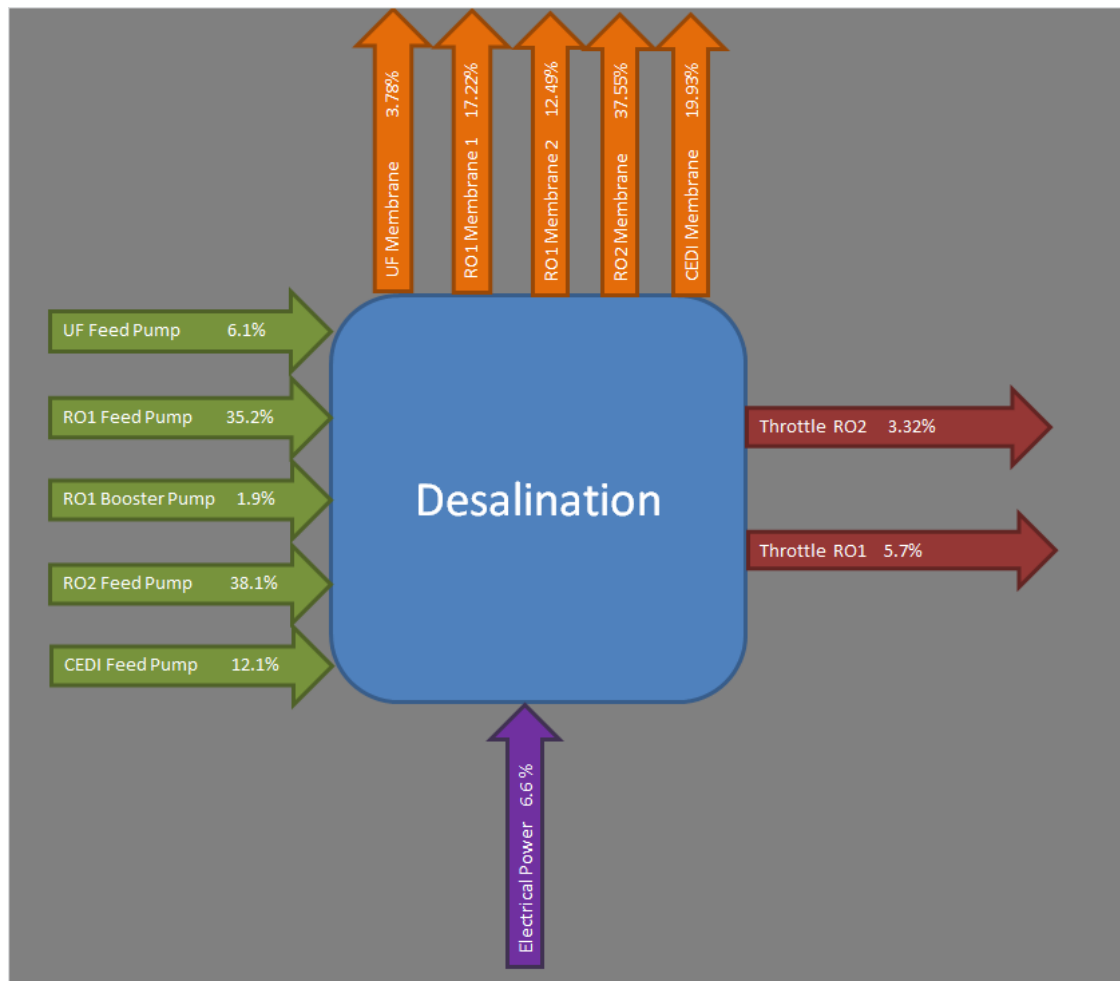 UF Membrane 3.78%
RO1 Membrane 1 17.22%
RO1 Membrane 2 12.49%
RO2 Membrane 37.55%
CEDI Membrane 19.93%
UF Feed Pump 6.1%
RO1 Feed Pump 35.2%
RO1 Booster Pump 1.9%
RO2 Feed Pump 38.1%
CEDI Feed Pump 12.1%
Desalination
Throttle RO2 3.32%
Throttle RO1 5.7%
Electrical Power 6.6 %